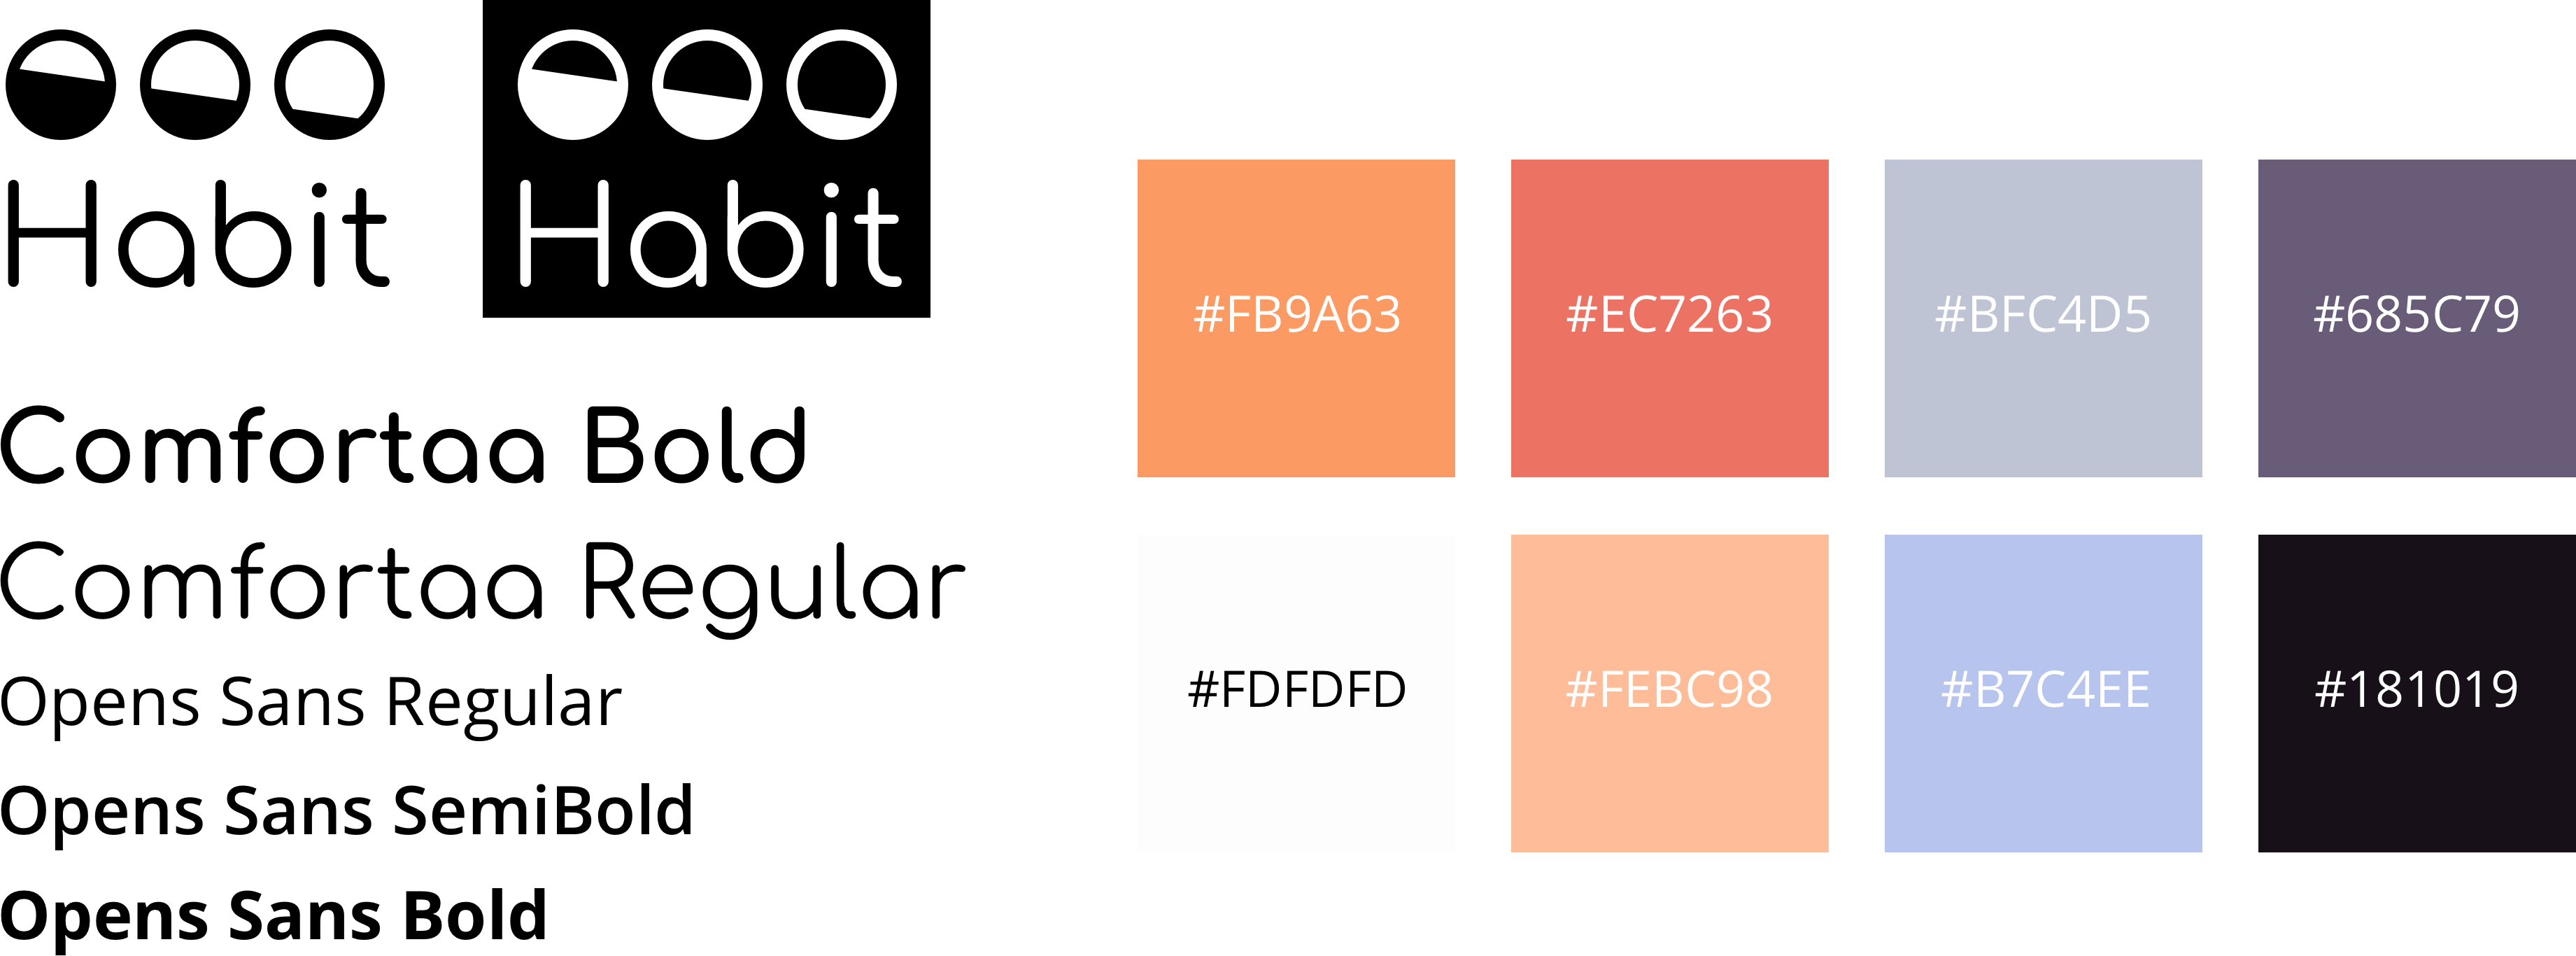 Habit
Habit
Comfortaa Bold
Comfortaa Regular
Opens Sans Regular
Opens Sans SemiBold
Opens Sans Bold
#FB9A63
#EC7263
#BFC4D5
#685C79
#FDFDFD
#FEBC98
#B7C4EE
#181019